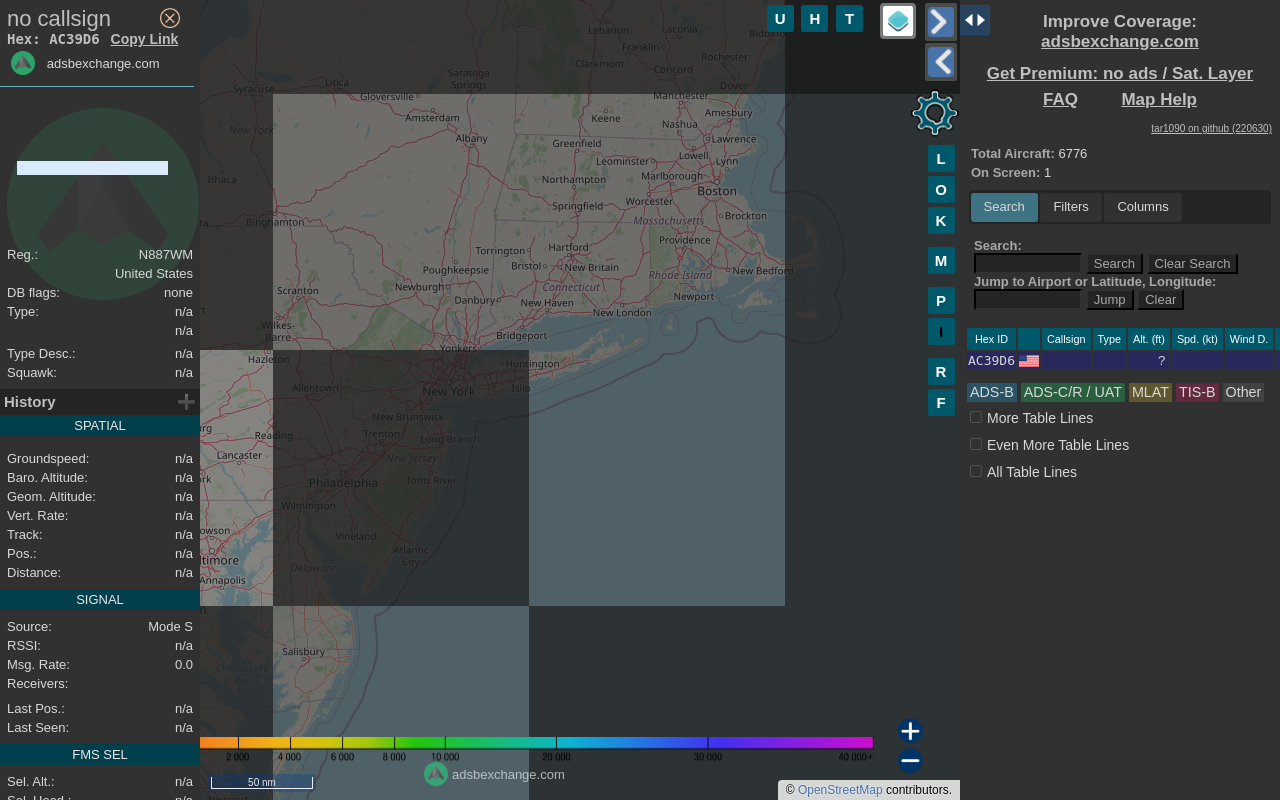 no callsign
Hex: AC39D6 Copy Link
adsbexchange.com
Reg.: N887WM
United States
DB flags: none
Type: n/a
n/a
Type Desc.: n/a
Squawk: n/a
History
SPATIAL
Groundspeed: n/a
Baro. Altitude: n/a
Geom. Altitude: n/a
Vert. Rate: n/a
Track: n/a
Pos.: n/a
Distance: n/a
SIGNAL
Source: Mode S
RSSI: n/a
Msg. Rate: 0.0
Receivers:
Last Pos.: n/a
Last Seen: n/a
FMS SEL
Sel. Alt.: n/a
U H T
L
O
K
M
P
I
R
F
Lebanon
Laconia
Franklin
Claremont
Rochester
Concord
Dover
Utica
Saratoga
Springs
Syracuse
Gloversville
Manchester
Amsterdam
Keene
Amesbury
New York
Albany
Nashua
Greenfield
Lawrence
Lowell
Leominster
Lynn
Ithaca
Northampton
Marlborough
Boston
Springfield
Worcester
Binghamton
Massachusetts
Brockton
Torrington
Hartford
Providence
Poughkeepsie
Bristol
New Britain
New Bedford
Rhode Island
Scranton
Newburgh
Connecticut
Danbury
New Haven
Newport
New London
Wilkes-
Barre
Bridgeport
Yonkers
Hazleton
Huntington
Allentown
New York
Islip
New Brunswick
Reading
Trenton
Long Branch
Lancaster
New Jersey
Philadelphia
Toms River
Wilmington
Vineland
Atlantic
City
Annapolis
Delaware
Salisbury
Chesapeake
2 000 4 000 6 000 8 000 10 000 20 000 30 000 40 000+
adsbexchange.com
50 nm
© OpenStreetMap contributors.
Improve Coverage:
adsbexchange.com
Get Premium: no ads / Sat. Layer
FAQ Map Help
tar1090 on github (220630)
Total Aircraft: 6776
On Screen: 1
Search Filters Columns
Search:
Search Clear Search
Jump to Airport or Latitude, Longitude:
Jump Clear
Hex ID Callsign Type Alt. (ft) Spd. (kt) Wind D.
AC39D6 ?
ADS-B ADS-C/R / UAT MLAT TIS-B Other
More Table Lines
Even More Table Lines
All Table Lines